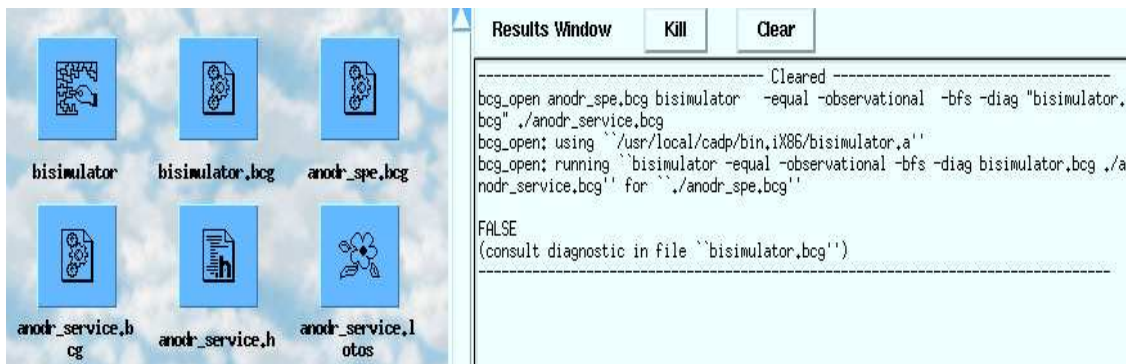 bisimulator
bisimulator.bcg
anodr_spe.bcg
anodr_service.b
cg
anodr_service.h
anodr_service.l
otos
Results Window
Kill
Clear
------------------------------------- Cleared ------------------------------------
bcg_open anodr_spe.bcg bisimulator   -equal -observational  -bfs -diag "bisimulator.
bcg" ./anodr_service.bcg
bcg_open: using ``/usr/local/cadp/bin.iX86/bisimulator.a''
bcg_open: running ``bisimulator -equal -observational -bfs -diag bisimulator.bcg ./a
nodr_service.bcg'' for ``./anodr_spe.bcg''
FALSE
(consult diagnostic in file ``bisimulator.bcg'')
----------------------------------------------------------------------------------